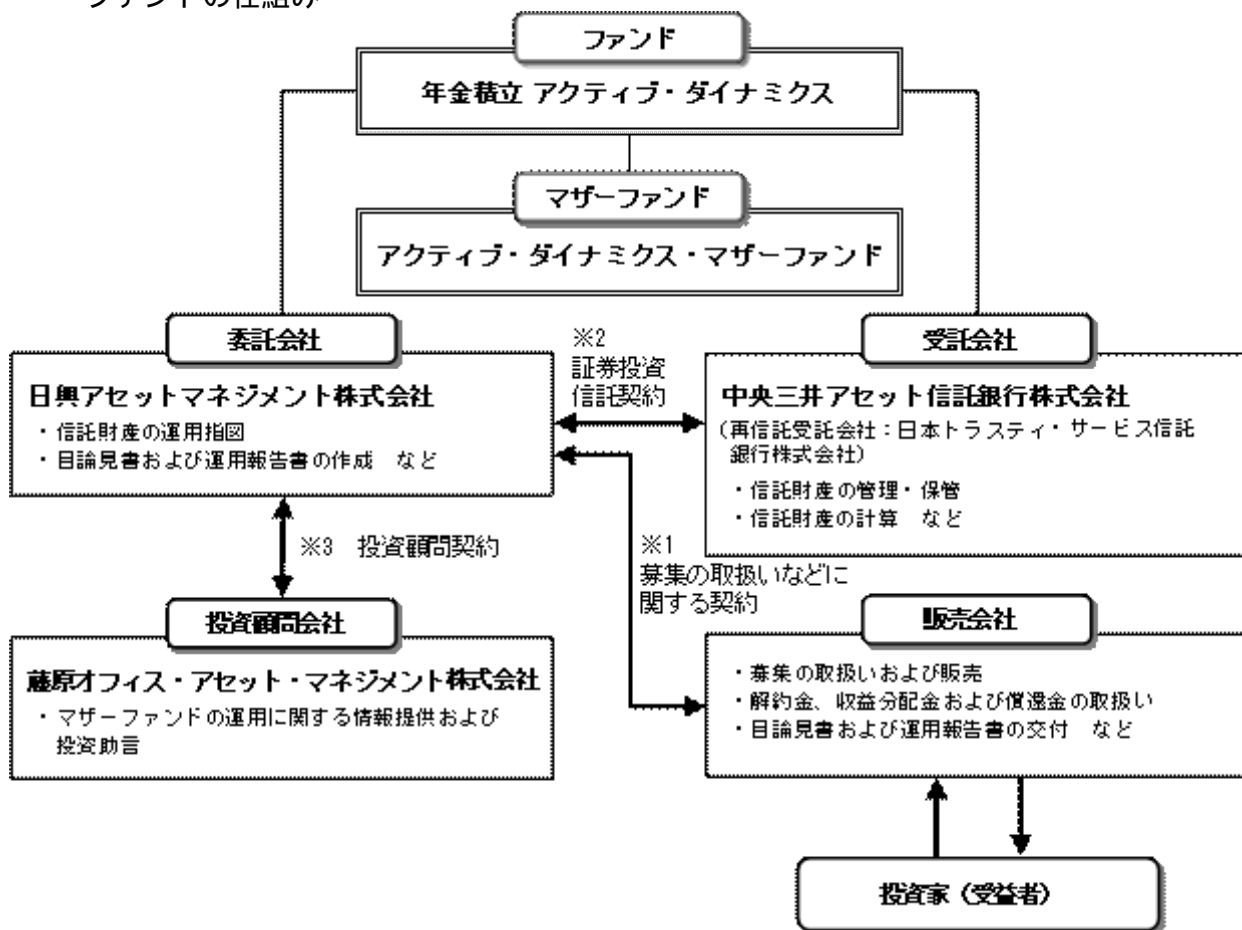 ファンドの仕組み
ファンド
年金積立 アクティブ・ダイナミクス
マザーファンド
アクティブ・ダイナミクス・マザーファンド
委託会社
日興アセットマネジメント株式会社
・信託財産の運用指図
・目論見書および運用報告書の作成 など
※2
証券投資
信託契約
受託会社
中央三井アセット信託銀行株式会社
(再信託受託会社:日本トラスティ・サービス信託
銀行株式会社)
・信託財産の管理・保管
・信託財産の計算 など
※3 投資顧問契約
※1
募集の取扱いなどに
関する契約
投資顧問会社
藤原オフィス・アセット・マネジメント株式会社
・マザーファンドの運用に関する情報提供および
投資助言
販売会社
・募集の取扱いおよび販売
・解約金、収益分配金および償還金の取扱い
・目論見書および運用報告書の交付 など
投資家(受益者)